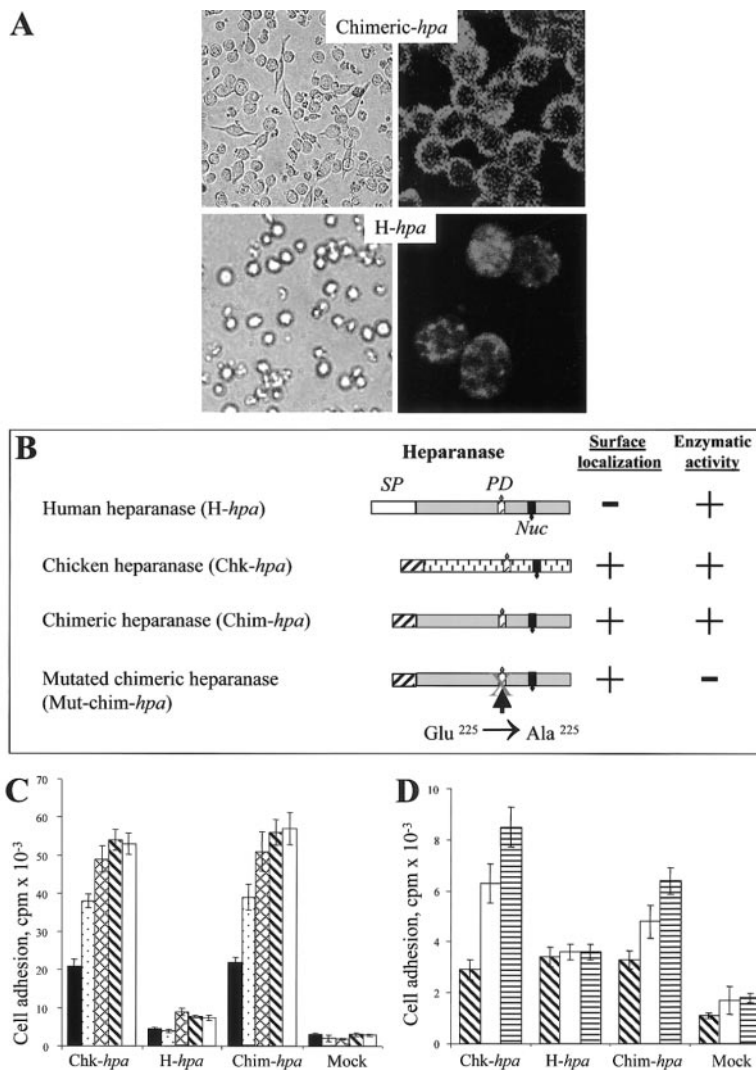 A
Chimeric-hpa
H-hpa
B
Heparanase
Surface localization
Enzymatic activity
SP
PD
Human heparanase (H-hpa)
-
+
Nuc
Chicken heparanase (Chk-hpa)
+
+
Chimeric heparanase (Chim-hpa)
+
+
Mutated chimeric heparanase
(Mut-chim-hpa)
+
-
Glu 225 → Ala 225
C
Cell adhesion, cpm x 10-3
70
60
50
40
30
20
10
0
Chk-hpa
H-hpa
Chim-hpa
Mock
D
Cell adhesion, cpm x 10-3
10
8
6
4
2
0
Chk-hpa
H-hpa
Chim-hpa
Mock